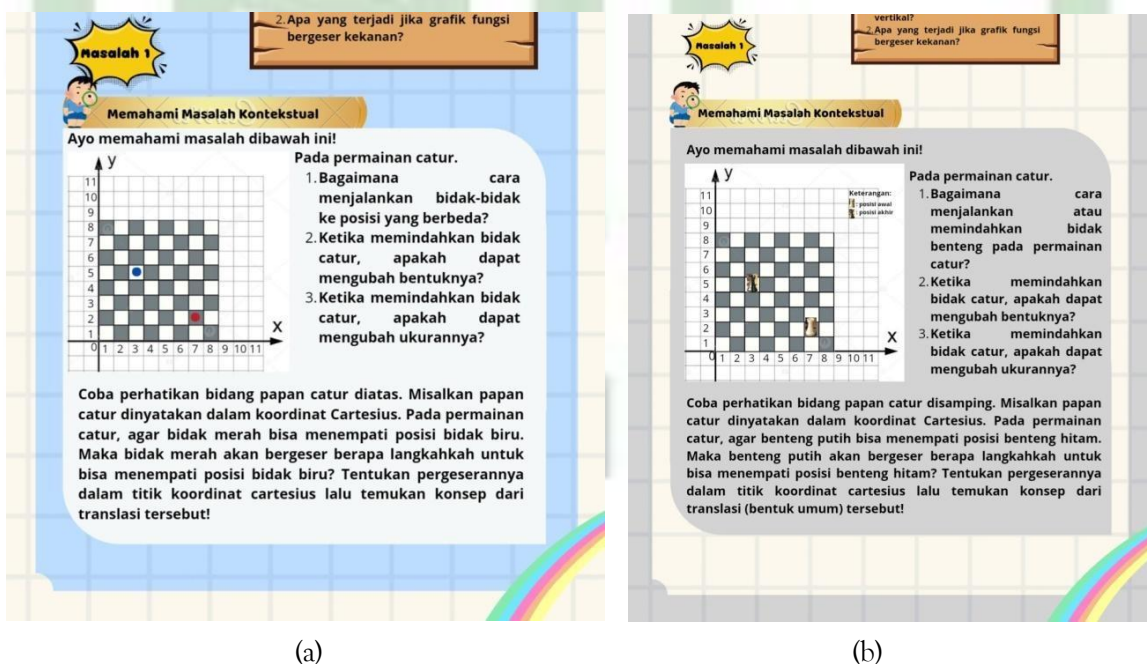 2.Apa yang terjadi jika grafik fungsi
bergeser kekanan?
Masalah 1
Memahami Masalah Kontekstual
Ayo memahami masalah dibawah ini!
y
11
10
9
8
7
6
5
4
3
2
1
0 1 2 3 4 5 6 7 8 9 10 11
X
Pada permainan catur.
1.Bagaimana cara
menjalankan bidak-bidak
ke posisi yang berbeda?
2.Ketika memindahkan bidak
catur, apakah dapat
mengubah bentuknya?
3.Ketika memindahkan bidak
catur, apakah dapat
mengubah ukurannya?
Coba perhatikan bidang papan catur diatas. Misalkan papan
catur dinyatakan dalam koordinat Cartesius. Pada permainan
catur, agar bidak merah bisa menempati posisi bidak biru.
Maka bidak merah akan bergeser berapa langkahkah untuk
bisa menempati posisi bidak biru? Tentukan pergeserannya
dalam titik koordinat cartesius lalu temukan konsep dari
translasi tersebut!
(a)
vertikal?
2.Apa yang terjadi jika grafik fungsi
bergeser kekanan?
Masalah 1
Memahami Masalah Kontekstual
Ayo memahami masalah dibawah ini!
y
11
10
9
8
7
6
5
4
3
2
1
0 1 2 3 4 5 6 7 8 9 10 11
X
Keterangan:
: posisi awal
: posisi akhir
Pada permainan catur.
1.Bagaimana cara
menjalankan atau
memindahkan bidak
benteng pada permainan
catur?
2.Ketika memindahkan
bidak catur, apakah dapat
mengubah bentuknya?
3.Ketika memindahkan
bidak catur, apakah dapat
mengubah ukurannya?
Coba perhatikan bidang papan catur disamping. Misalkan papan
catur dinyatakan dalam koordinat Cartesius. Pada permainan
catur, agar benteng putih bisa menempati posisi benteng hitam.
Maka benteng putih akan bergeser berapa langkahkah untuk
bisa menempati posisi benteng hitam? Tentukan pergeserannya
dalam titik koordinat cartesius lalu temukan konsep dari
translasi (bentuk umum) tersebut!
(b)